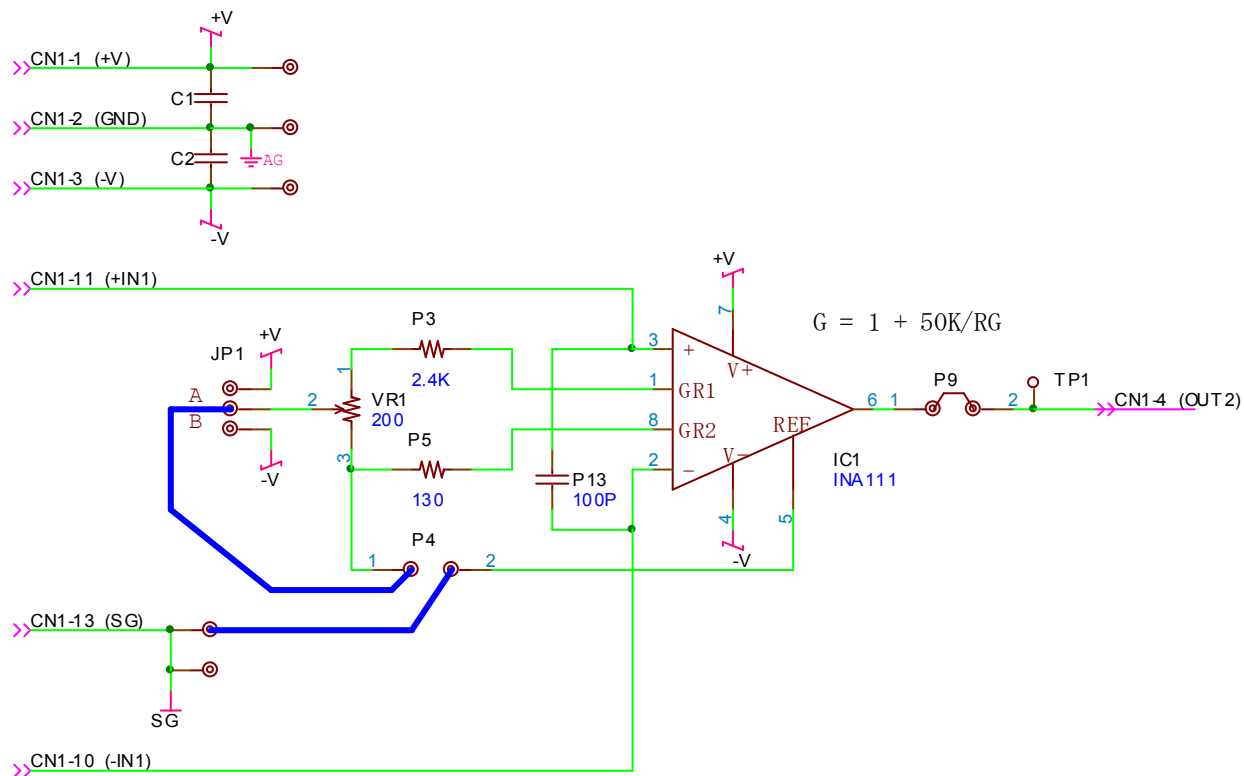 +V
CN1-1 (+V)
C1
CN1-2 (GND)
C2
AG
CN1-3 (-V)
-V
CN1-11 (+IN1)
+V
+V
P3
7
G = 1 + 50K/RG
JP1
1
2.4K
3
+
V+
A
1
GR1
P9
TP1
2
VR1
200
6
1
2
CN1-4 (OUT2)
B
P5
8
GR2
REF
3
2
-
V-
IC1
INA111
-V
130
P13
100P
4
5
P4
1
2
-V
CN1-13 (SG)
SG
CN1-10 (-IN1)